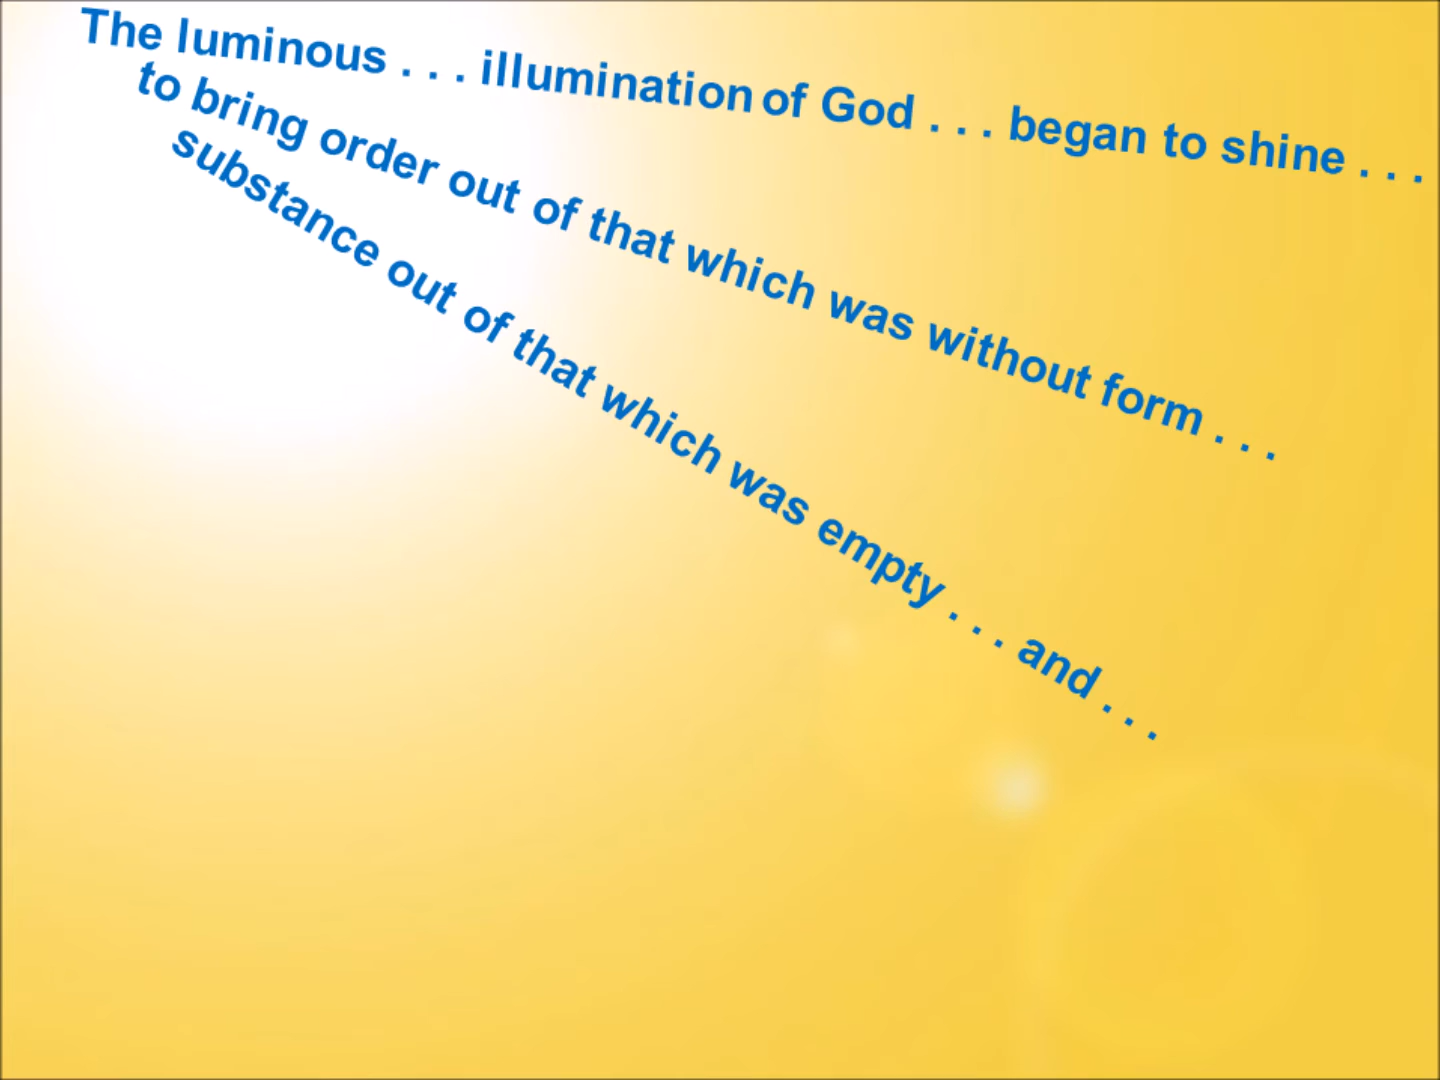 The luminous . . . illumination of God . . . began to shine . . .
to bring order out of that which was without form . . .
substance out of that which was empty . . . and . . .